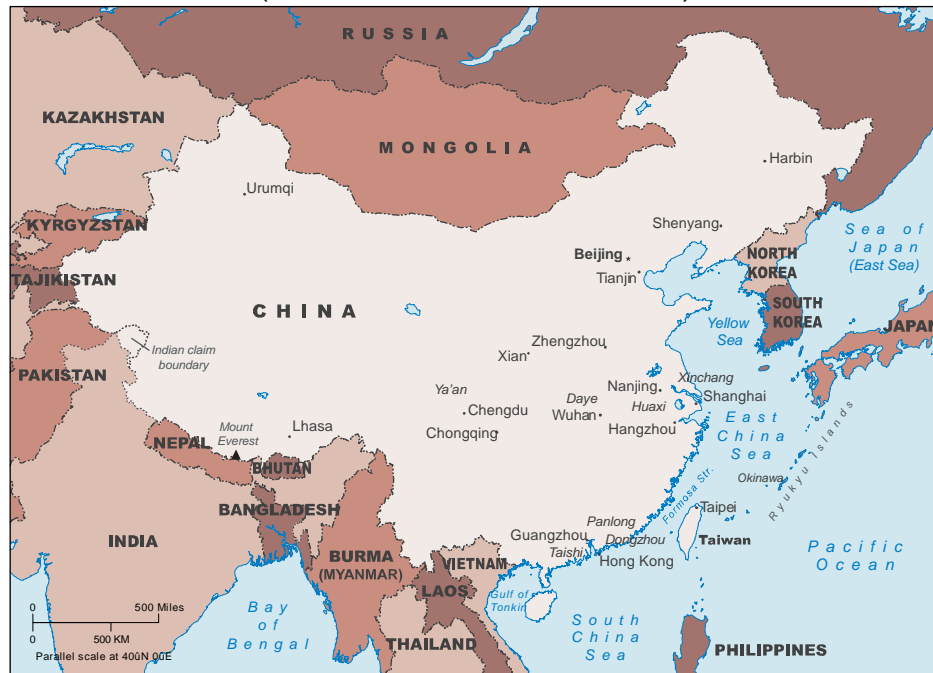 RUSSIA
KAZAKHSTAN
MONGOLIA
Harbin
Urumqi
KYRGYZSTAN
Shenyang
Sea of
Japan
(East Sea)
Beijing
NORTH
KOREA
TAJIKISTAN
Tianjin
CHINA
SOUTH
KOREA
Yellow
Sea
JAPAN
Indian claim
boundary
Zhengzhou
Xian
PAKISTAN
Xinchang
Ya'an
Nanjing
Daye
Huaxi
Shanghai
Chengdu
Wuhan
East
China
Sea
Mount
Everest
Lhasa
Chongqing
Hangzhou
Ryukyu Islands
NEPAL
BHUTAN
Okinawa
Formosa Str.
BANGLADESH
Taipei
Panlong
INDIA
Guangzhou
Dongzhou
Taiwan
Pacific
Ocean
BURMA
(MYANMAR)
Taishi
Hong Kong
VIETNAM
LAOS
Gulf of
Tonkin
0 500 Miles
0 500 KM
Parallel scale at 40ûN 0ûE
Bay
of
Bengal
South
China
Sea
THAILAND
PHILIPPINES